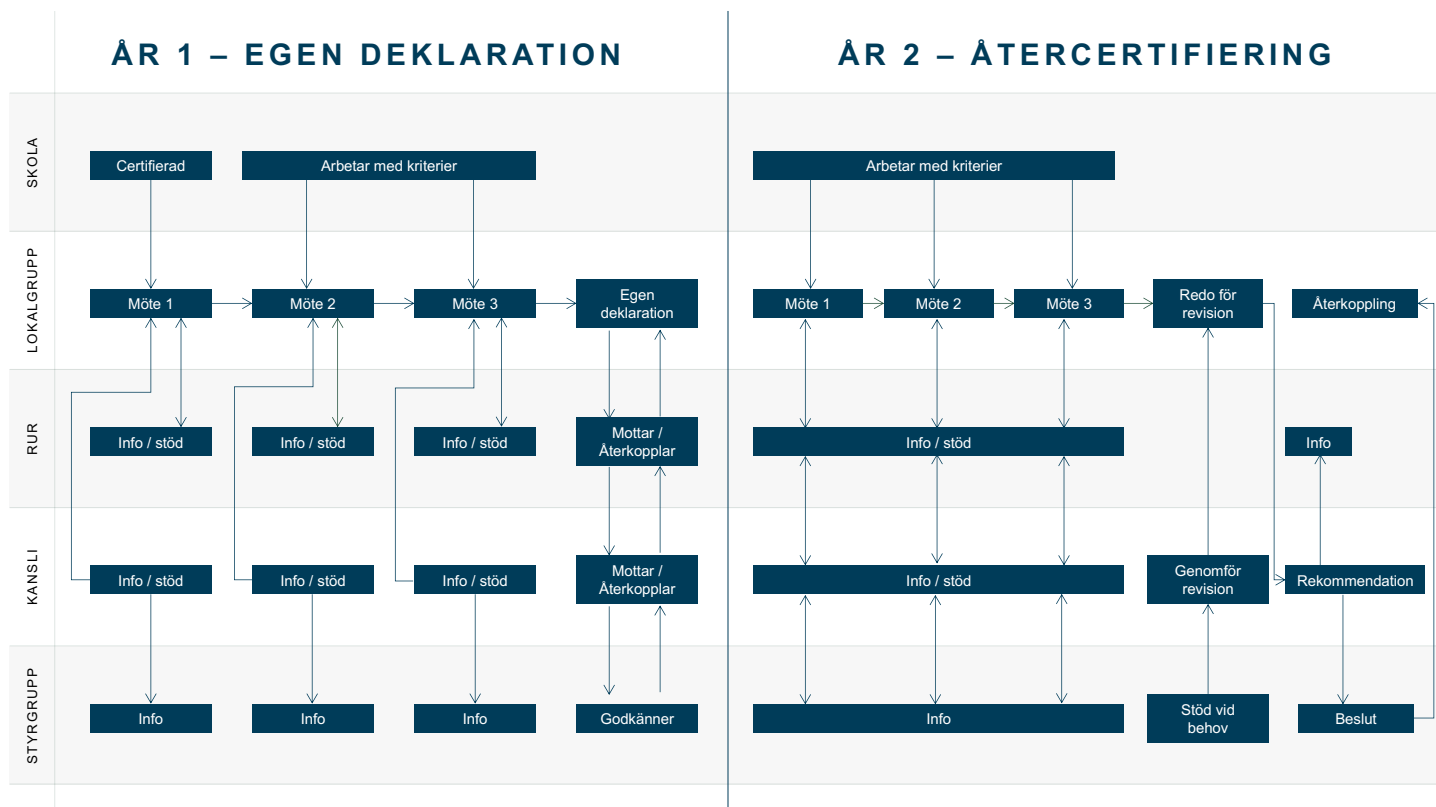 ÅR 1 – EGEN DEKLARATION
ÅR 2 – ÅTERCERTIFIERING
SKOLA
Certifierad
Arbetar med kriterier
Arbetar med kriterier
LOKALGRUPP
Möte 1
Möte 2
Möte 3
Egen
deklaration
Möte 1
Möte 2
Möte 3
Redo för
revision
Återkoppling
RUR
Info / stöd
Info / stöd
Info / stöd
Mottar /
Återkopplar
Info / stöd
Info
KANSLI
Info / stöd
Info / stöd
Info / stöd
Mottar /
Återkopplar
Info / stöd
Genomför
revision
Rekommendation
STYRGRUPP
Info
Info
Info
Godkänner
Info
Stöd vid
behov
Beslut